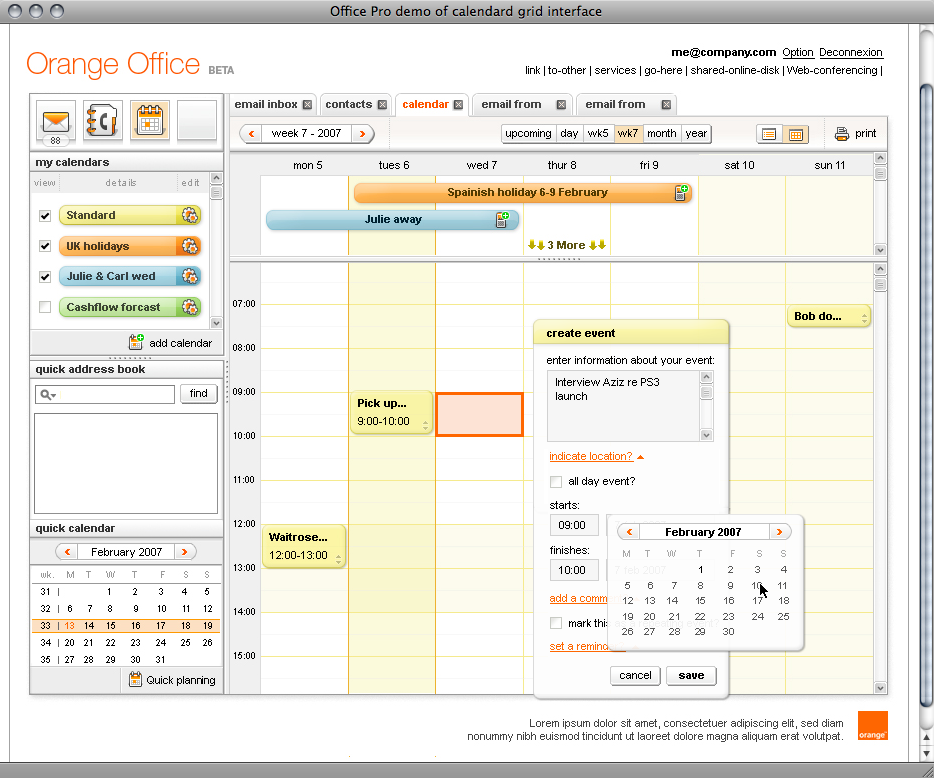 Office Pro demo of calendard grid interface
Orange Office BETA
me@company.com Option Deconnexion
link | to-other | services | go-here | shared-online-disk | Web-conferencing |
88
email inbox
contacts
calendar
email from
email from
week 7 - 2007
upcoming day wk5 wk7 month year
print
my calendars
view details edit
Standard
UK holidays
Julie & Carl wed
Cashflow forcast
add calendar
quick address book
find
quick calendar
February 2007
wk. M T W T F S S
31 | 1 2 3 4 5
32 | 6 7 8 9 10 11 12
33 | 13 14 15 16 17 18 19
34 | 20 21 22 23 24 25 26
35 | 27 28 29 30 31
Quick planning
mon 5 tues 6 wed 7 thur 8 fri 9 sat 10 sun 11
Spainish holiday 6-9 February
Julie away
3 More
07:00
08:00
09:00
10:00
11:00
12:00
13:00
14:00
15:00
Bob do...
Pick up...
9:00-10:00
Waitrose...
12:00-13:00
create event
enter information about your event:
Interview Aziz re PS3
launch
indicate location?
all day event?
starts:
09:00
finishes:
10:00
7 feb 2007
add a comm
mark this
set a remind
cancel save
February 2007
M T W T F S S
1 2 3 4
5 6 7 8 9 10 11
12 13 14 15 16 17 18
19 20 21 22 23 24 25
26 27 28 29 30
Lorem ipsum dolor sit amet, consectetuer adipiscing elit, sed diam
nonummy nibh euismod tincidunt ut laoreet dolore magna aliquam erat volutpat.
orange